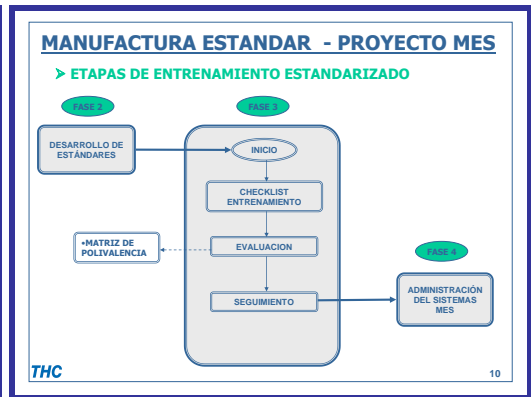 MANUFACTURA ESTANDAR - PROYECTO MES
➢ ETAPAS DE ENTRENAMIENTO ESTANDARIZADO
FASE 2
FASE 3
DESARROLLO DE
ESTÁNDARES
INICIO
CHECKLIST
ENTRENAMIENTO
•MATRIZ DE
POLIVALENCIA
EVALUACION
FASE 4
SEGUIMIENTO
ADMINISTRACIÓN
DEL SISTEMAS
MES
THC
10